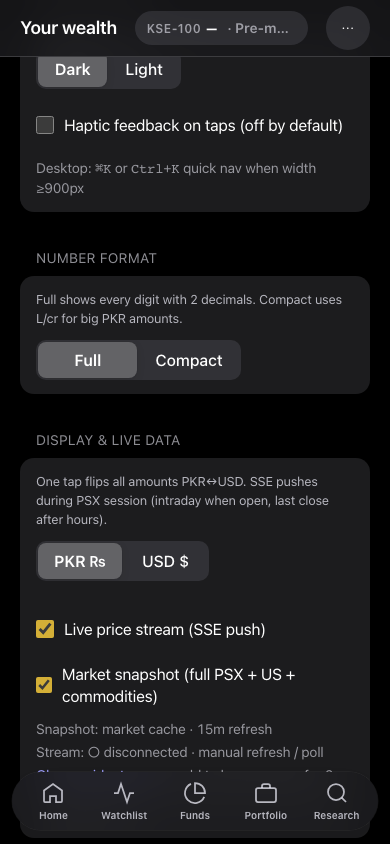 Your wealth
KSE-100 – · Pre-m...
...
Dark
Light
Haptic feedback on taps (off by default)
Desktop: ⌘K or Ctrl+K quick nav when width
≥900px
NUMBER FORMAT
Full shows every digit with 2 decimals. Compact uses
L/cr for big PKR amounts.
Full
Compact
DISPLAY & LIVE DATA
One tap flips all amounts PKR↔USD. SSE pushes
during PSX session (intraday when open, last close
after hours).
PKR ₨
USD $
Live price stream (SSE push)
Market snapshot (full PSX + US +
commodities)
Snapshot: market cache · 15m refresh
Stream: ○ disconnected · manual refresh / poll
Home
Watchlist
Funds
Portfolio
Research